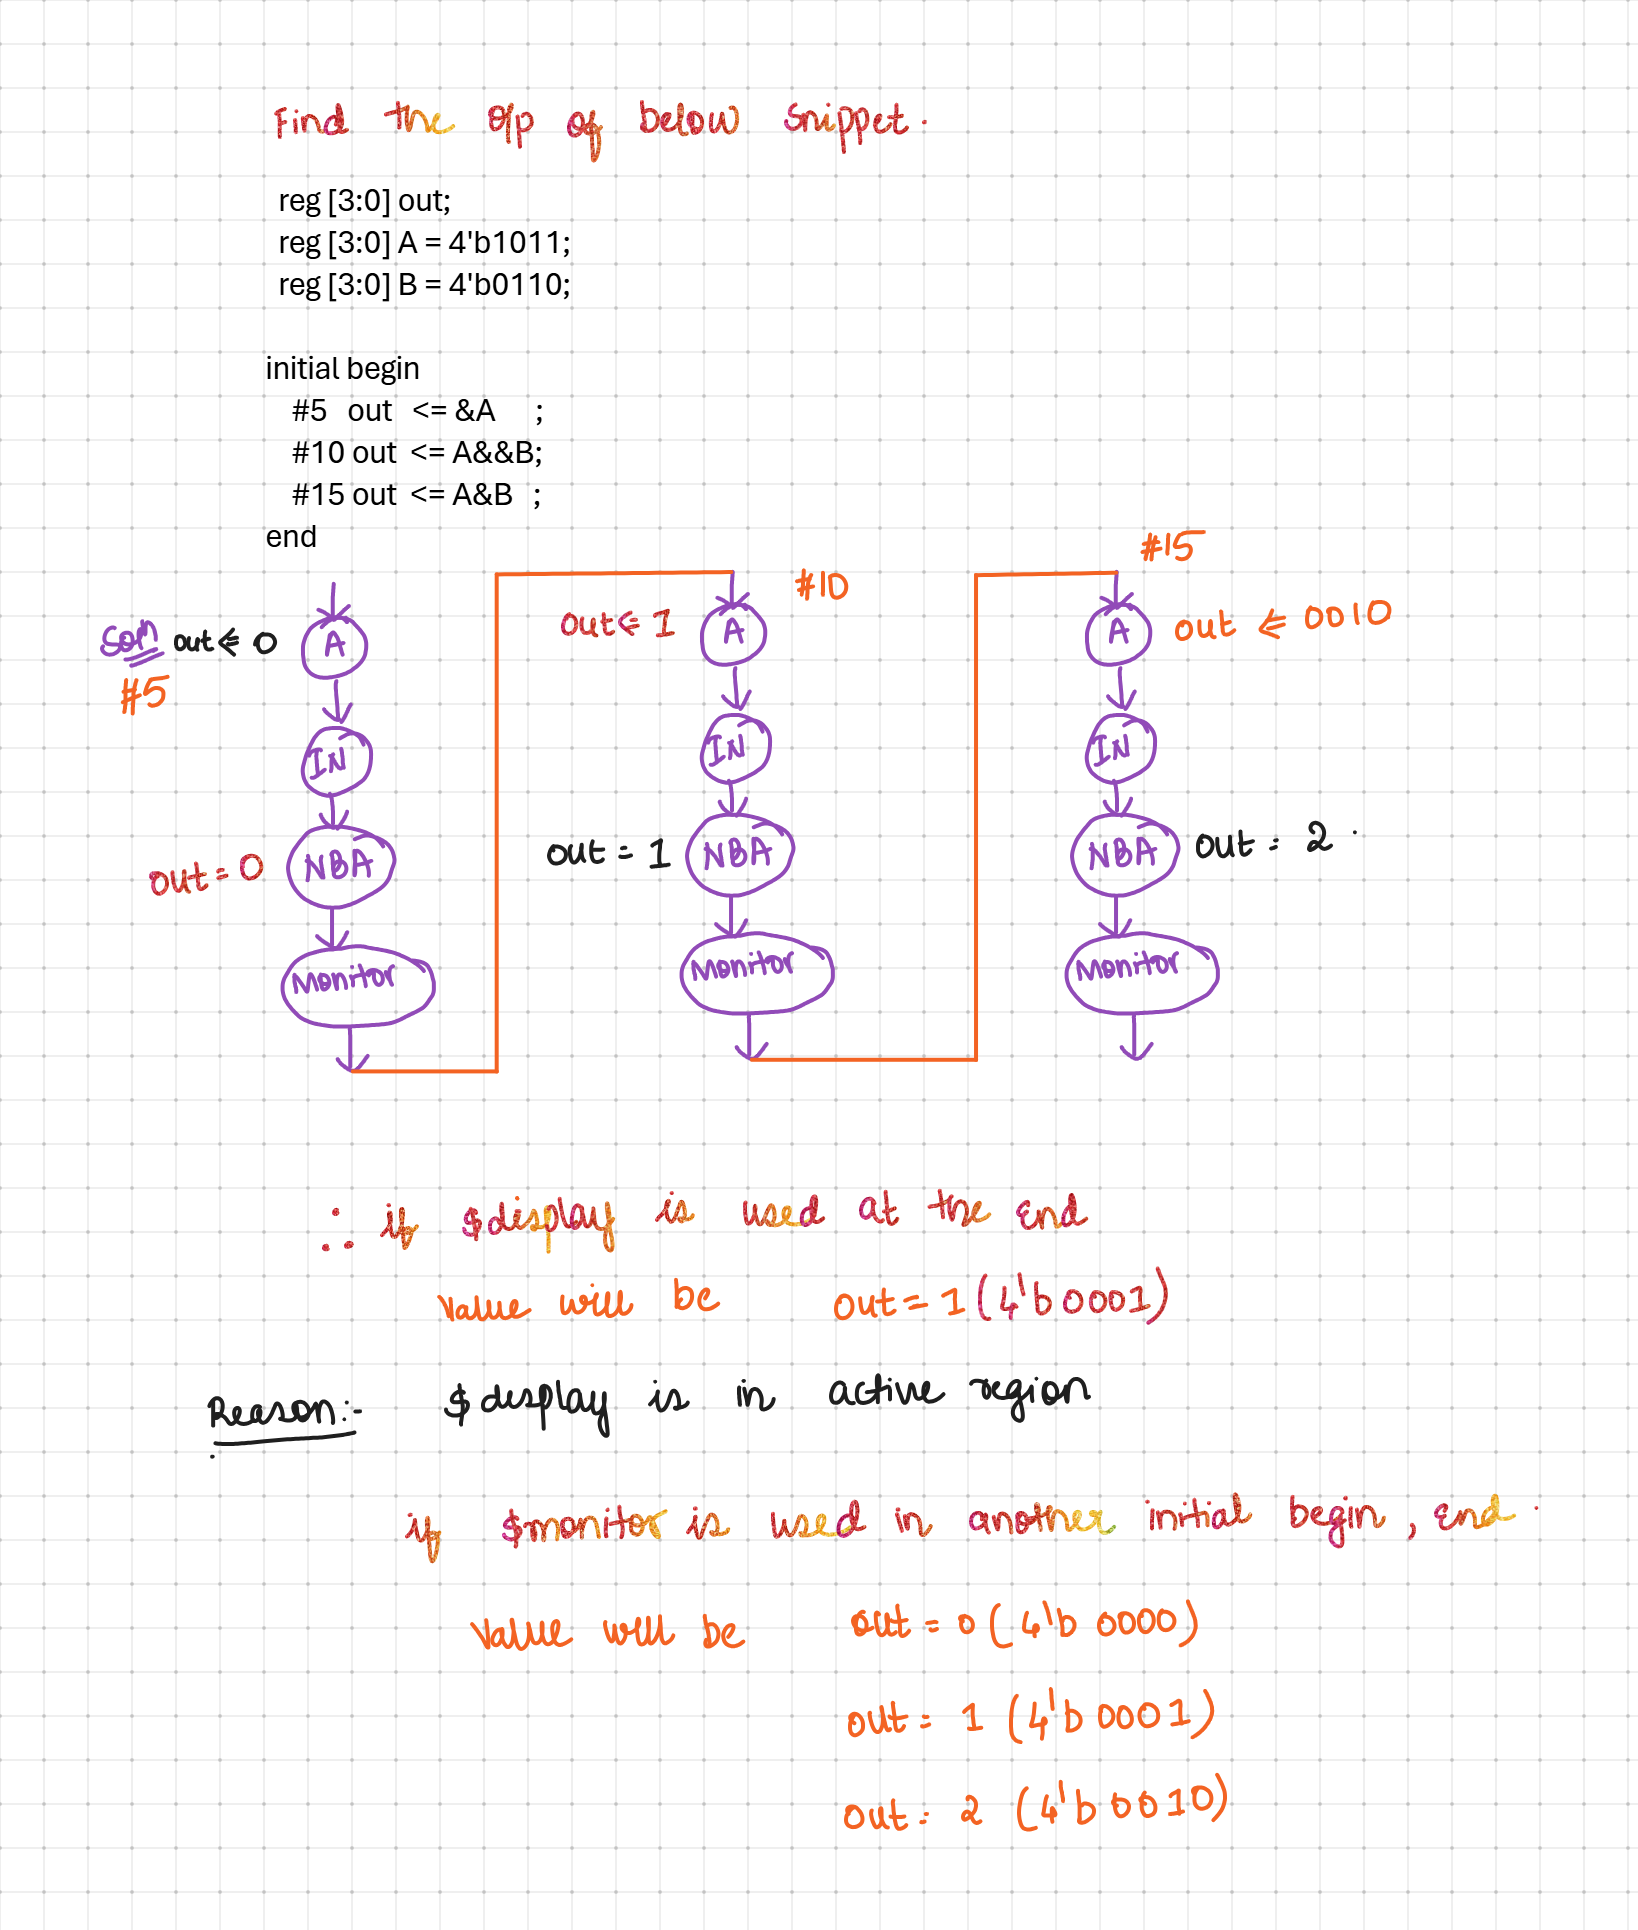 Find the o/p of below snippet.
reg [3:0] out;
reg [3:0] A = 4'b1011;
reg [3:0] B = 4'b0110;
initial begin
#5 out <= &A ;
#10 out <= A&&B;
#15 out <= A&B ;
end
#15
#10
Soln out <= 0 A
out <= 1 A
A out <= 0010
#5
IN IN IN
out = 0 NBA
out = 1 NBA
NBA out = 2.
Monitor Monitor Monitor
∴ if $display is used at the end
value will be out = 1 (4'b0001)
Reason:- $display is in active region
if $monitor is used in another initial begin, end.
value will be out = 0 (4'b 0000)
out = 1 (4'b 0001)
out = 2 (4'b 0010)